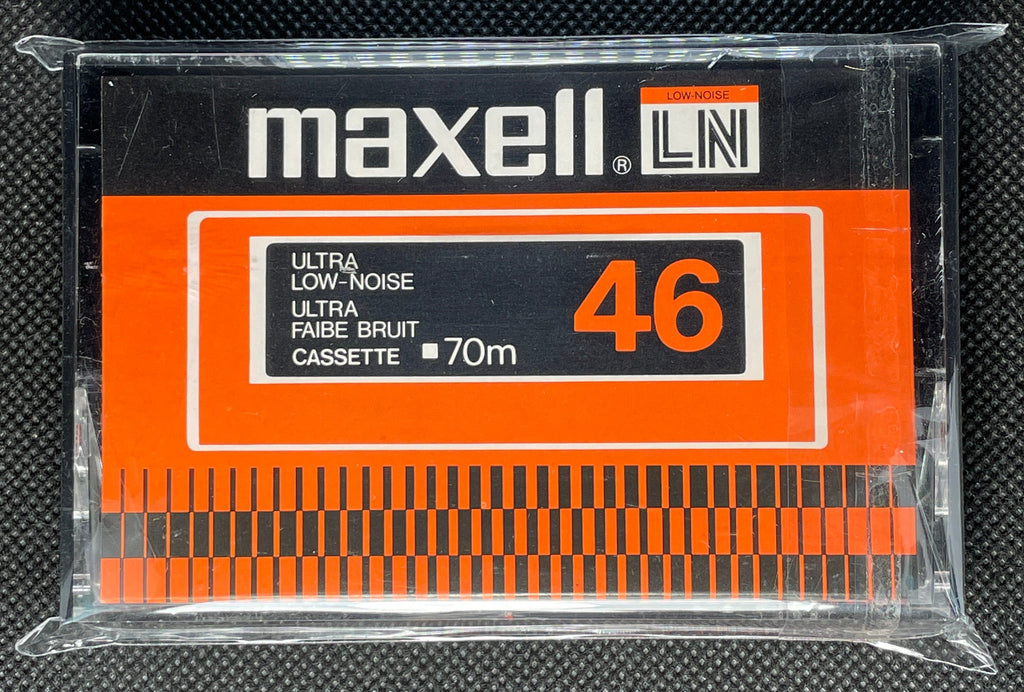 maxell®
LOW-NOISE
LN
ULTRA
LOW-NOISE
ULTRA
FAIBE BRUIT
CASSETTE ■70m
46